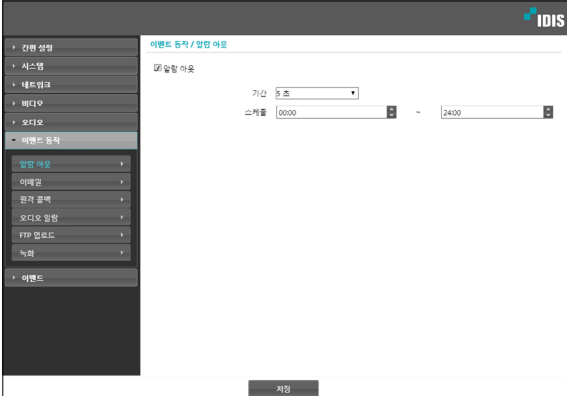 IDIS
간편 설정
시스템
네트워크
비디오
오디오
이벤트 동작
알람 아웃
이메일
원격 콜백
오디오 알람
FTP 업로드
녹화
이벤트
이벤트 동작 / 알람 아웃
알람 아웃
기간 5 초
스케줄 00:00 ~ 24:00
저장